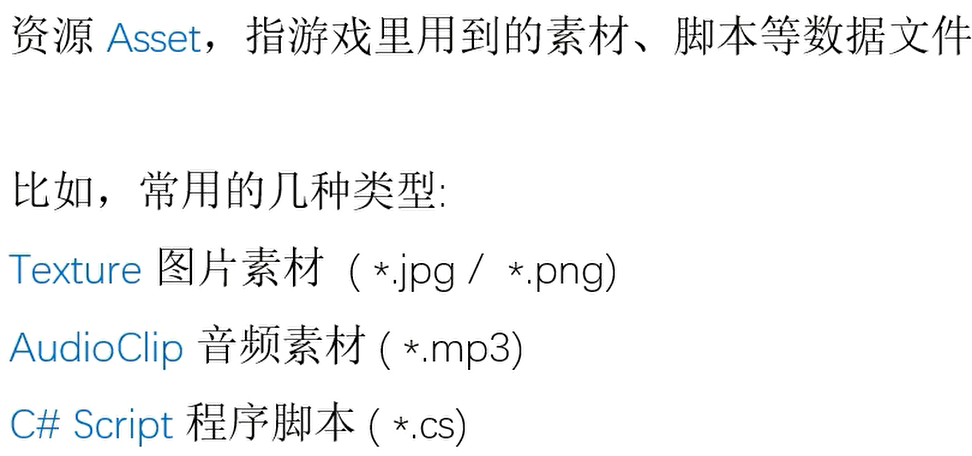 资源 Asset，指游戏里用到的素材、脚本等数据文件
比如，常用的几种类型:
Texture 图片素材 ( *.jpg / *.png)
AudioClip 音频素材 ( *.mp3)
C# Script 程序脚本 ( *.cs)